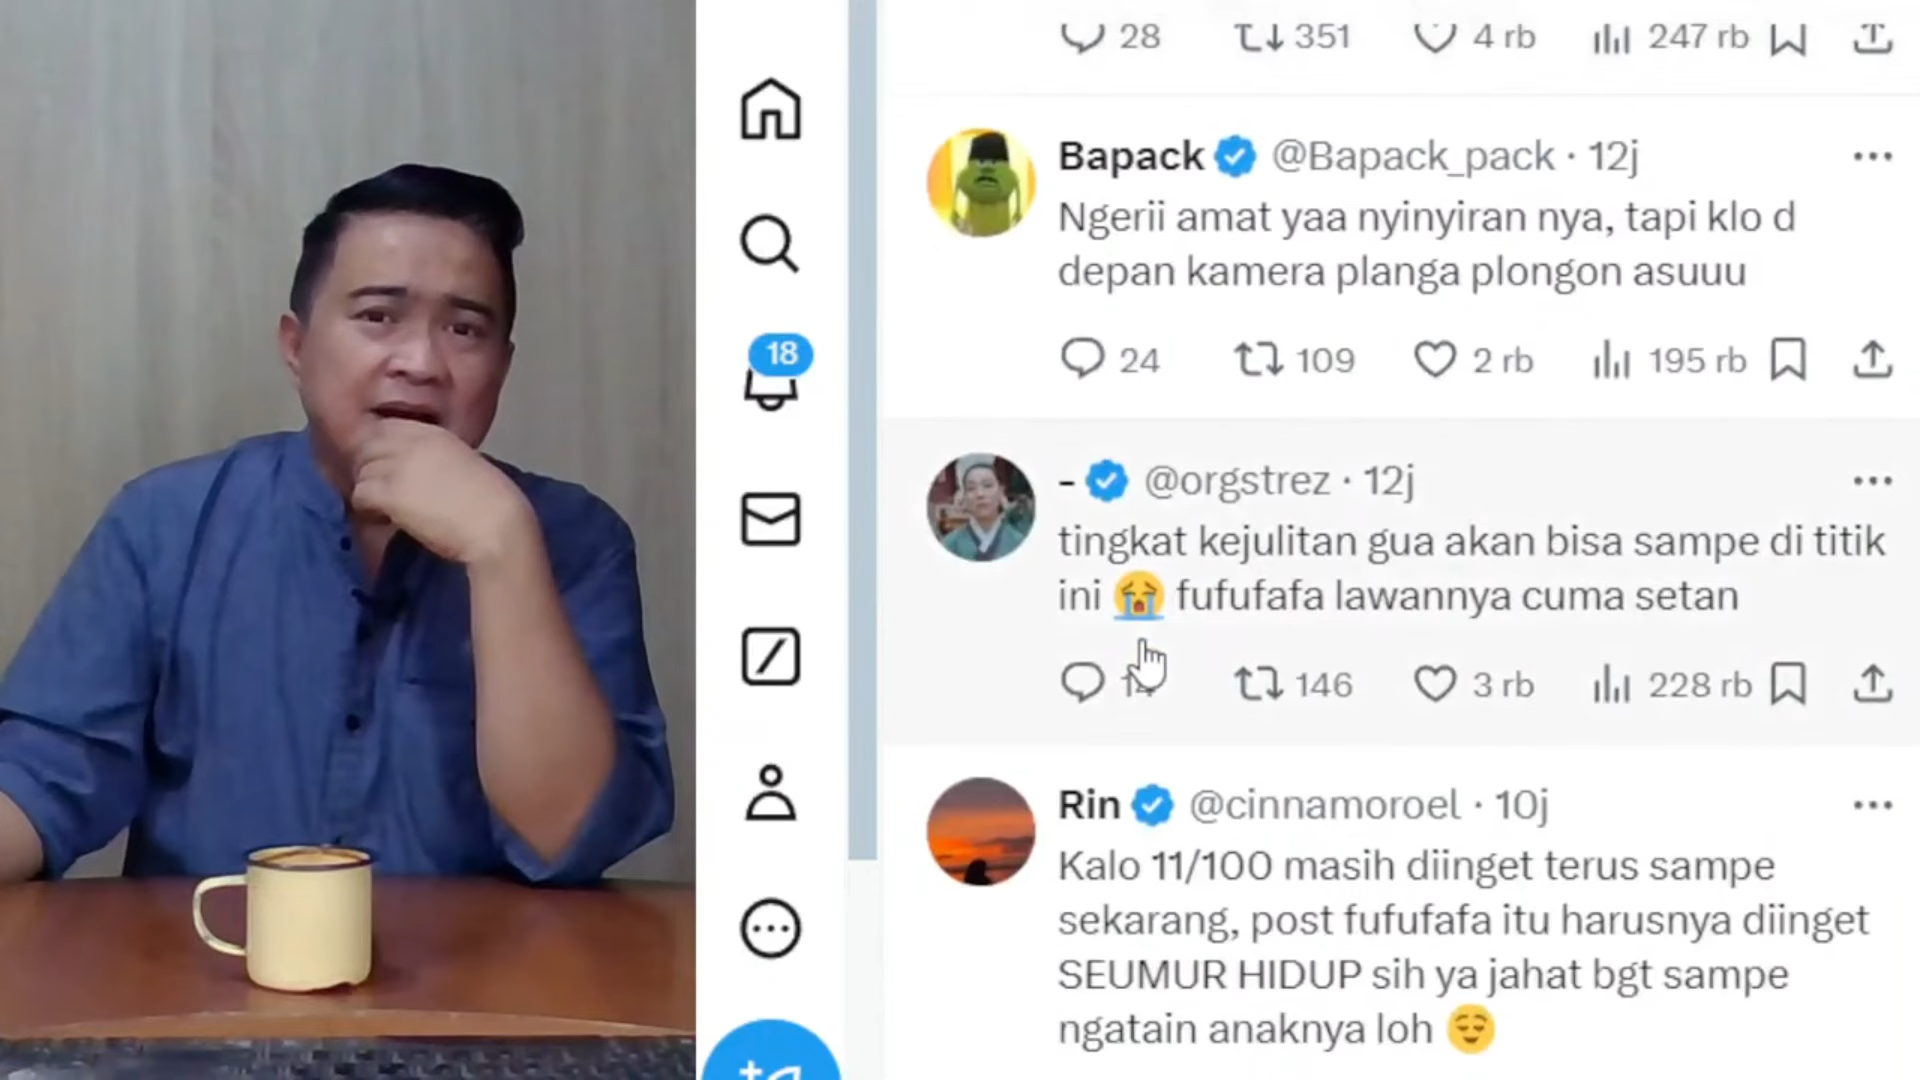 28 351 4 rb 247 rb
Bapack @Bapack_pack · 12j
Ngerii amat yaa nyinyiran nya, tapi klo d
depan kamera planga plongon asuuu
24 109 2 rb 195 rb
18
- @orgstrez · 12j
tingkat kejulitan gua akan bisa sampe di titik
ini 😭 fufufafa lawannya cuma setan
146 3 rb 228 rb
Rin @cinnamoroel · 10j
Kalo 11/100 masih diinget terus sampe
sekarang, post fufufafa itu harusnya diinget
SEUMUR HIDUP sih ya jahat bgt sampe
ngatain anaknya loh 😌